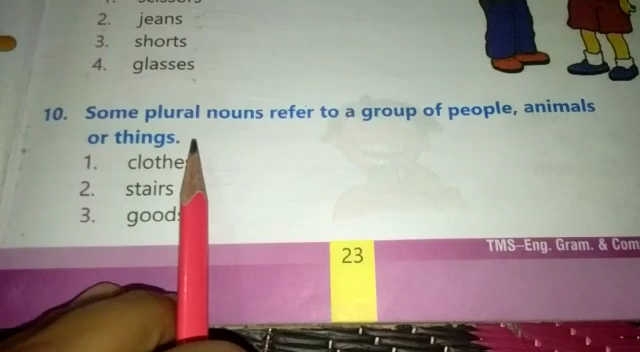 2. jeans
3. shorts
4. glasses
10. Some plural nouns refer to a group of people, animals
or things.
1. clothe
2. stairs
3. good
23
TMS-Eng. Gram. & Com